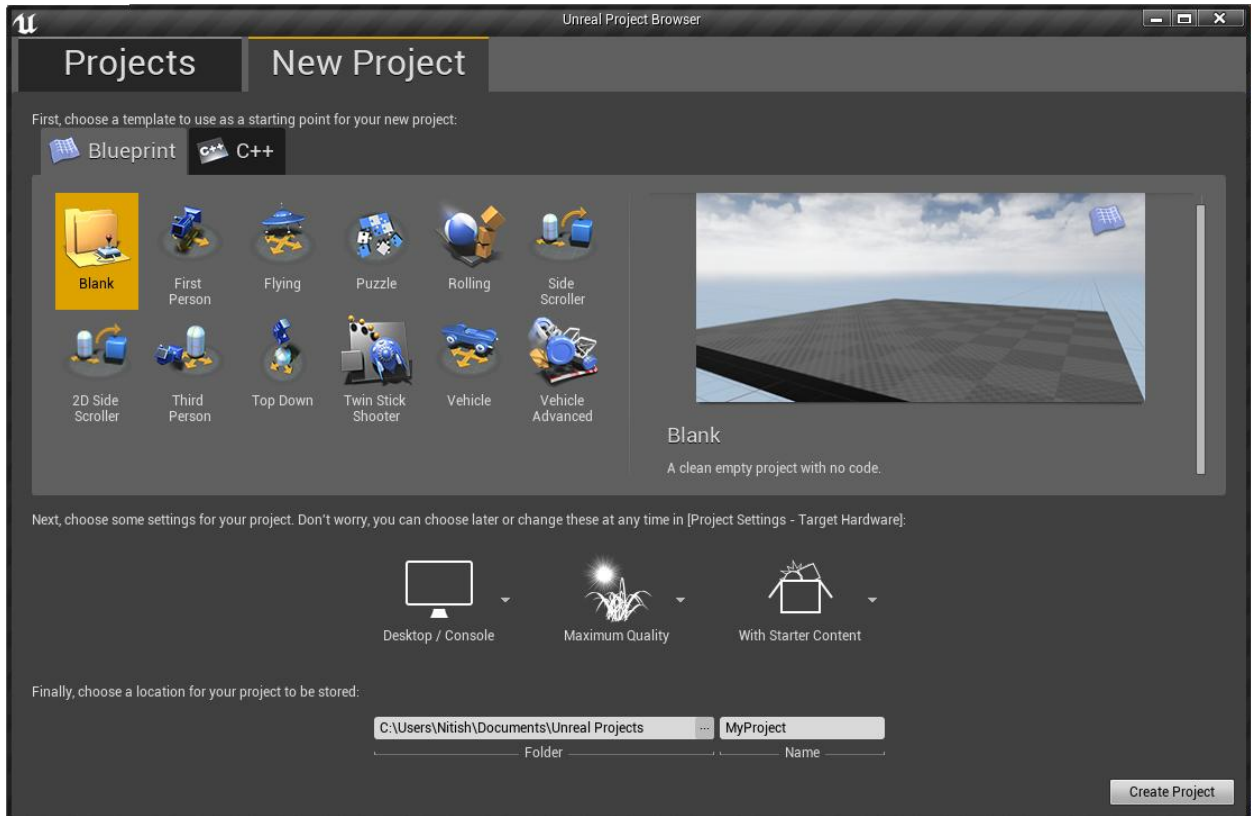 Unreal Project Browser
Projects
New Project
First, choose a template to use as a starting point for your new project:
Blueprint
C++
C++
Blank
First
Person
Flying
Puzzle
Rolling
Side
Scroller
2D Side
Scroller
Third
Person
Top Down
Twin Stick
Shooter
Vehicle
Vehicle
Advanced
Blank
A clean empty project with no code.
Next, choose some settings for your project. Don't worry, you can choose later or change these at any time in [Project Settings - Target Hardware]:
Desktop / Console
Maximum Quality
With Starter Content
Finally, choose a location for your project to be stored:
C:\Users\Nitish\Documents\Unreal Projects
...
MyProject
Folder
Name
Create Project